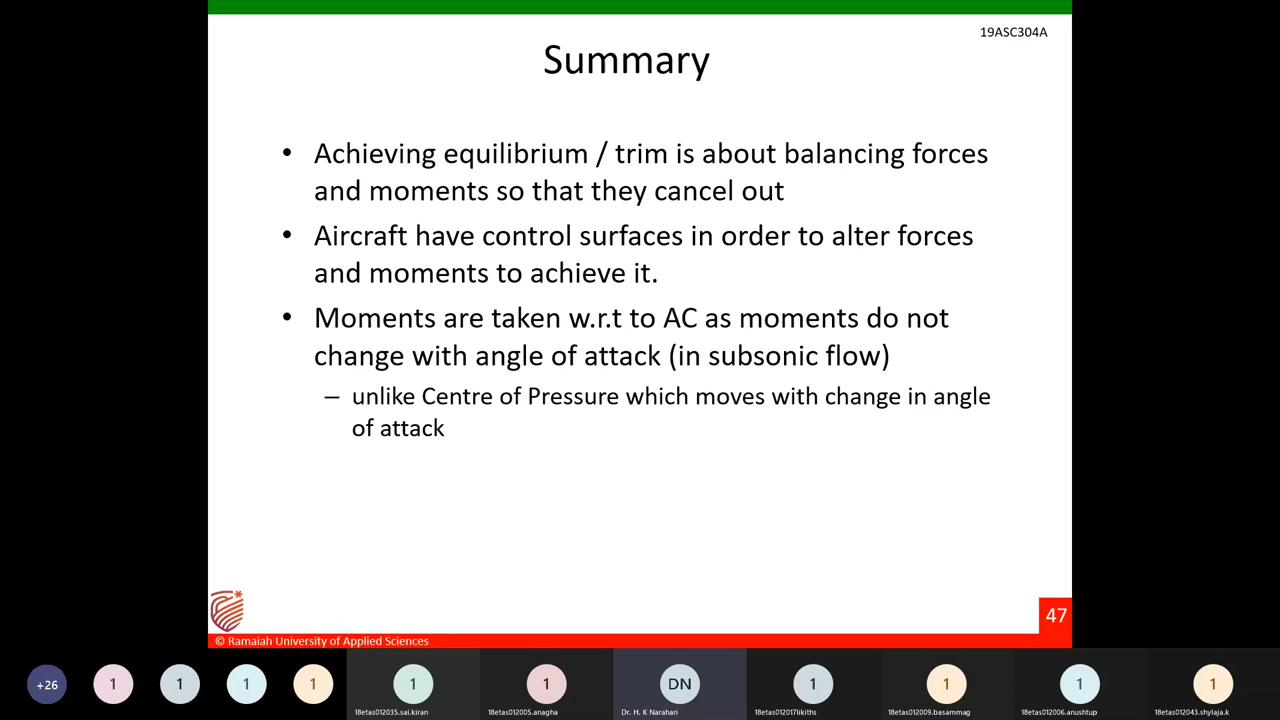 19ASC304A
Summary
• Achieving equilibrium / trim is about balancing forces
and moments so that they cancel out
• Aircraft have control surfaces in order to alter forces
and moments to achieve it.
• Moments are taken w.r.t to AC as moments do not
change with angle of attack (in subsonic flow)
– unlike Centre of Pressure which moves with change in angle
of attack
47
© Ramaiah University of Applied Sciences
+26 1 1 1 1 1 1 DN 1 1 1 1
18etas012035.sai.kiran 18etas012005.anagha Dr. H. K Narahari 18etas012017likiths 18etas012009.basammag 18etas012006.anushtup 18etas012043.shylaja.k